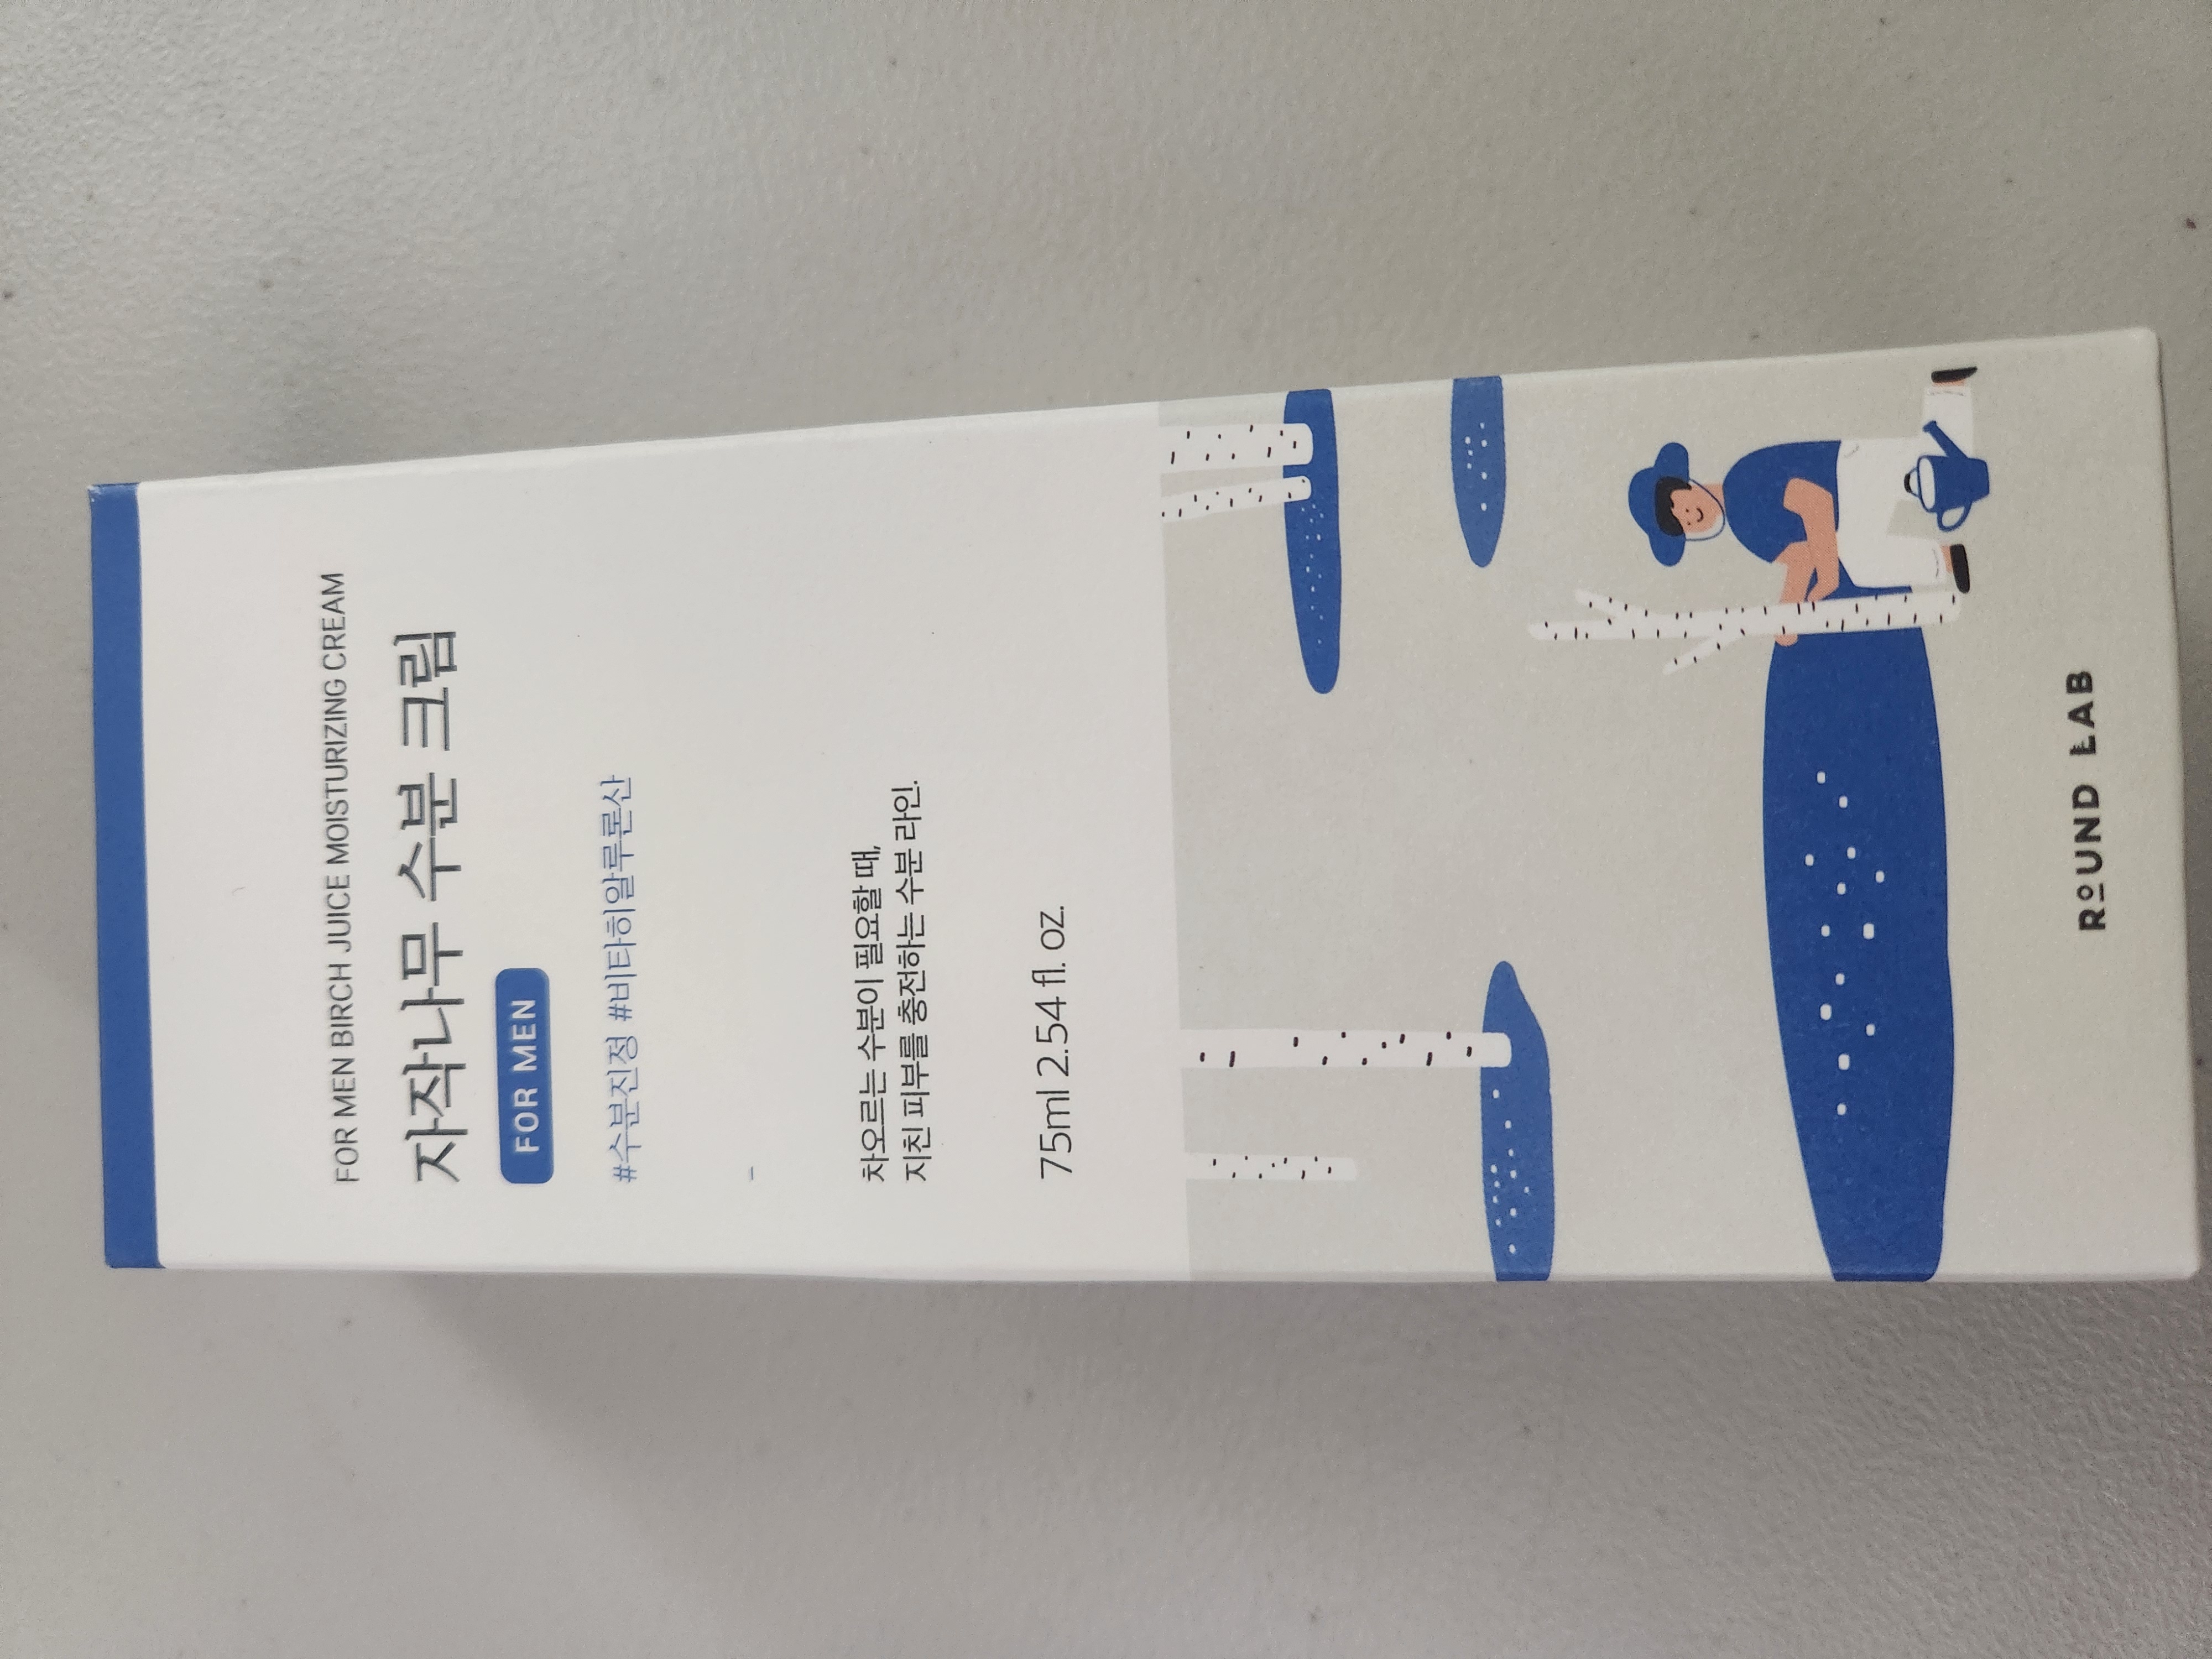 FOR MEN BIRCH JUICE MOISTURIZING CREAM
자작나무 수분 크림
FOR MEN
#수분진정 #비타히알루론산
차오르는 수분이 필요할 때,
지친 피부를 충전하는 수분 라인.
75ml 2.54 fl. oz.
ROUND LAB